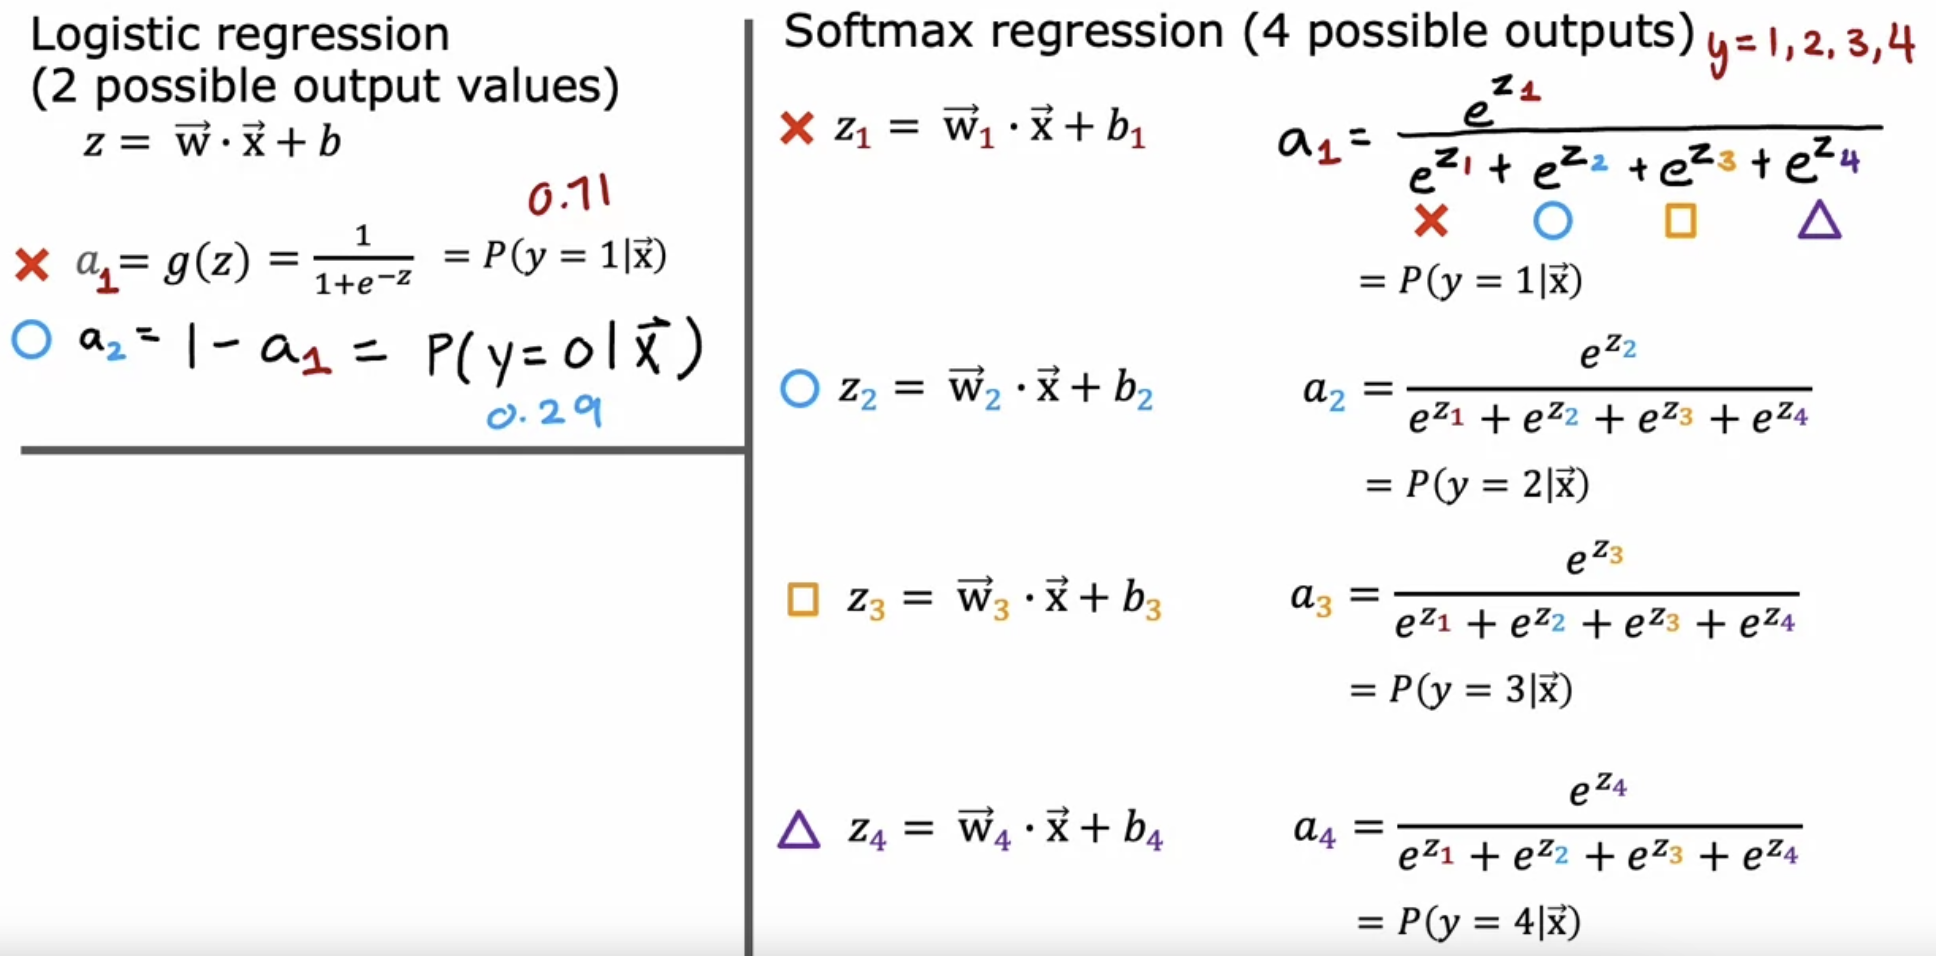 Logistic regression
(2 possible output values)
z = w⃗ · x⃗ + b
0.71
a₁ = g(z) = 1/(1+e^(−z)) = P(y = 1|x⃗)
a₂ = 1 − a₁ = P(y = 0|x⃗)
0.29
Softmax regression (4 possible outputs) y = 1, 2, 3, 4
z₁ = w⃗₁ · x⃗ + b₁
a₁ = e^(z₁)/(e^(z₁) + e^(z₂) + e^(z₃) + e^(z₄))
= P(y = 1|x⃗)
z₂ = w⃗₂ · x⃗ + b₂
a₂ = e^(z₂)/(e^(z₁) + e^(z₂) + e^(z₃) + e^(z₄))
= P(y = 2|x⃗)
z₃ = w⃗₃ · x⃗ + b₃
a₃ = e^(z₃)/(e^(z₁) + e^(z₂) + e^(z₃) + e^(z₄))
= P(y = 3|x⃗)
z₄ = w⃗₄ · x⃗ + b₄
a₄ = e^(z₄)/(e^(z₁) + e^(z₂) + e^(z₃) + e^(z₄))
= P(y = 4|x⃗)